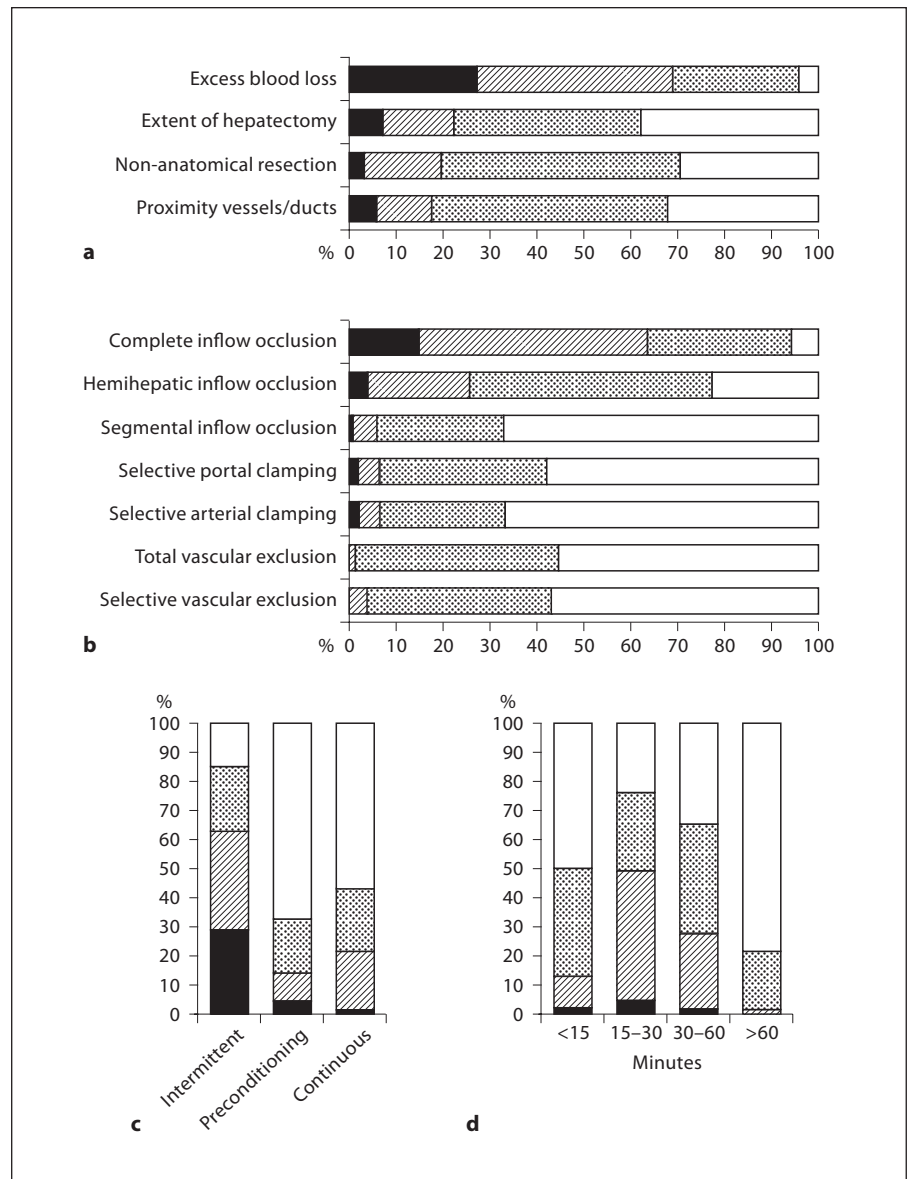 Excess blood loss
Extent of hepatectomy
Non-anatomical resection
Proximity vessels/ducts
% 0 10 20 30 40 50 60 70 80 90 100
a
Complete inflow occlusion
Hemihepatic inflow occlusion
Segmental inflow occlusion
Selective portal clamping
Selective arterial clamping
Total vascular exclusion
Selective vascular exclusion
% 0 10 20 30 40 50 60 70 80 90 100
b
%
100
90
80
70
60
50
40
30
20
10
0
Intermittent
Preconditioning
Continuous
c
%
100
90
80
70
60
50
40
30
20
10
0
<15 15–30 30–60 >60
Minutes
d